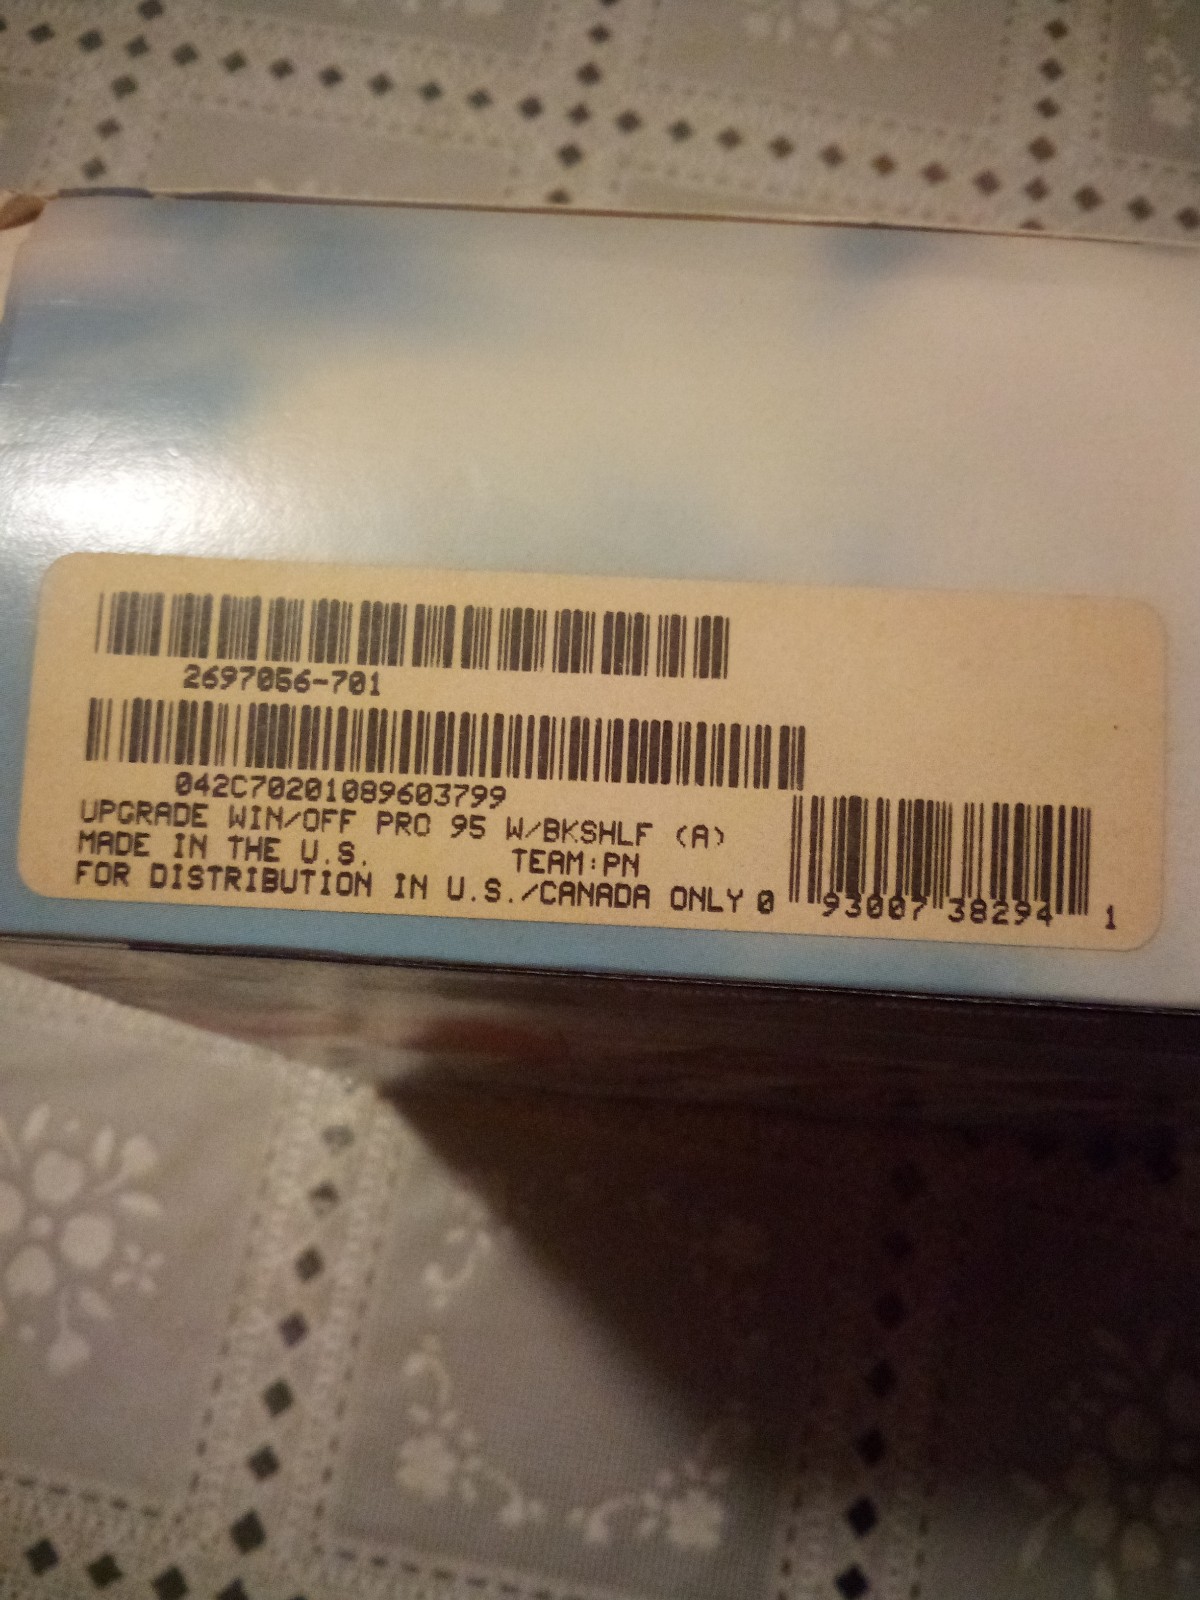 2697056-701
042C70201089603799
UPGRADE WIN/OFF PRO 95 W/BKSHLF (A)
MADE IN THE U.S. TEAM:PN
FOR DISTRIBUTION IN U.S./CANADA ONLY
0 93007 38294 1